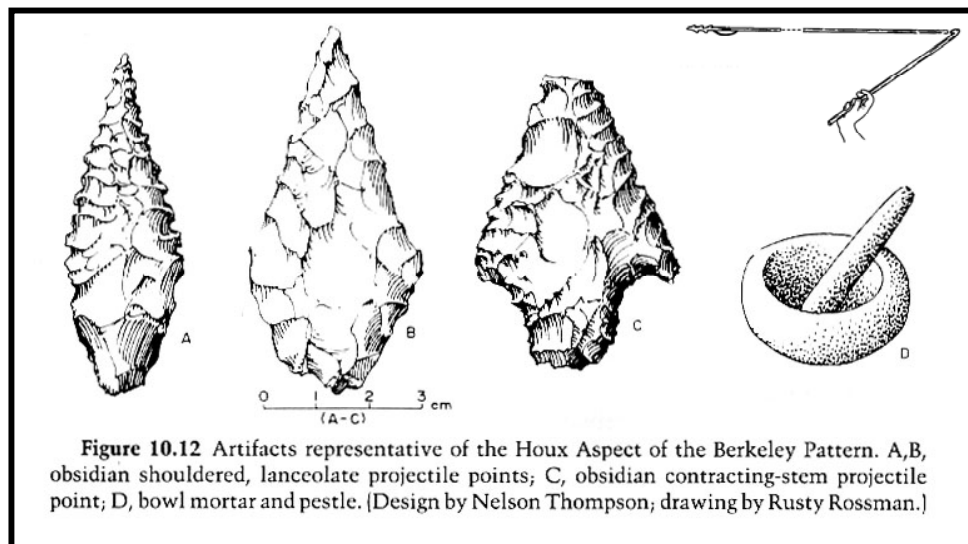 A
B
C
D
0 1 2 3 cm
(A-C)
Figure 10.12 Artifacts representative of the Houx Aspect of the Berkeley Pattern. A,B,
obsidian shouldered, lanceolate projectile points; C, obsidian contracting-stem projectile
point; D, bowl mortar and pestle. (Design by Nelson Thompson; drawing by Rusty Rossman.)